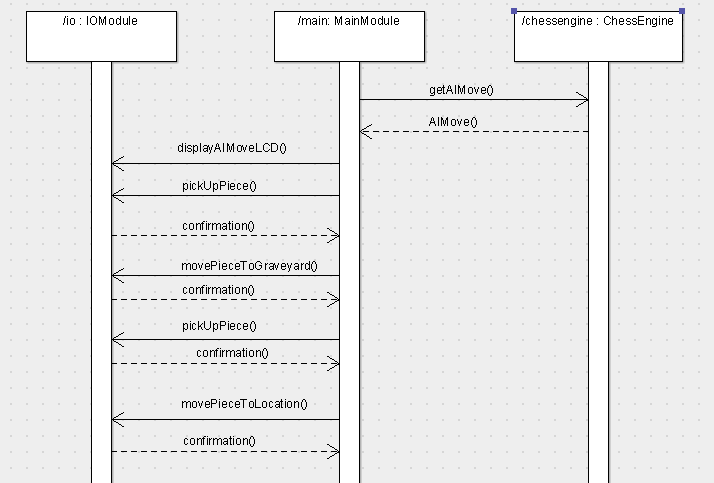 /io : IOModule
/main: MainModule
/chessengine : ChessEngine
getAIMove()
AIMove()
displayAIMoveLCD()
pickUpPiece()
confirmation()
movePieceToGraveyard()
confirmation()
pickUpPiece()
confirmation()
movePieceToLocation()
confirmation()